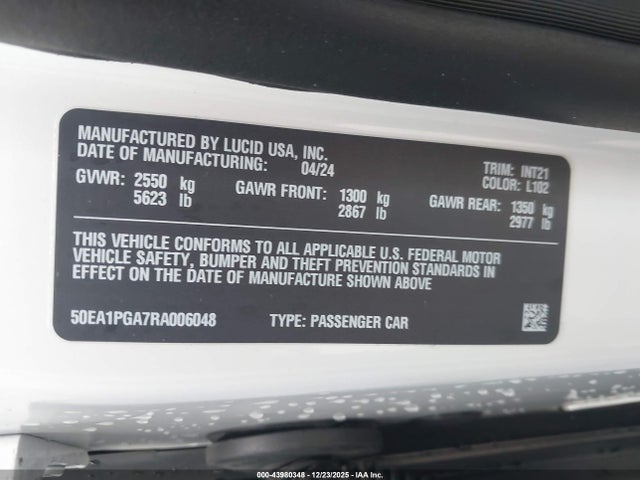 MANUFACTURED BY LUCID USA, INC.
DATE OF MANUFACTURING: 04/24 TRIM: INT21
COLOR: L102
GVWR: 2550 kg GAWR FRONT: 1300 kg GAWR REAR: 1350 kg
5623 lb 2867 lb 2977 lb
THIS VEHICLE CONFORMS TO ALL APPLICABLE U.S. FEDERAL MOTOR
VEHICLE SAFETY, BUMPER AND THEFT PREVENTION STANDARDS IN
EFFECT ON THE DATE OF MANUFACTURE SHOWN ABOVE
50EA1PGA7RA006048 TYPE: PASSENGER CAR
000-43980348 - 12/23/2025 - IAA Inc.